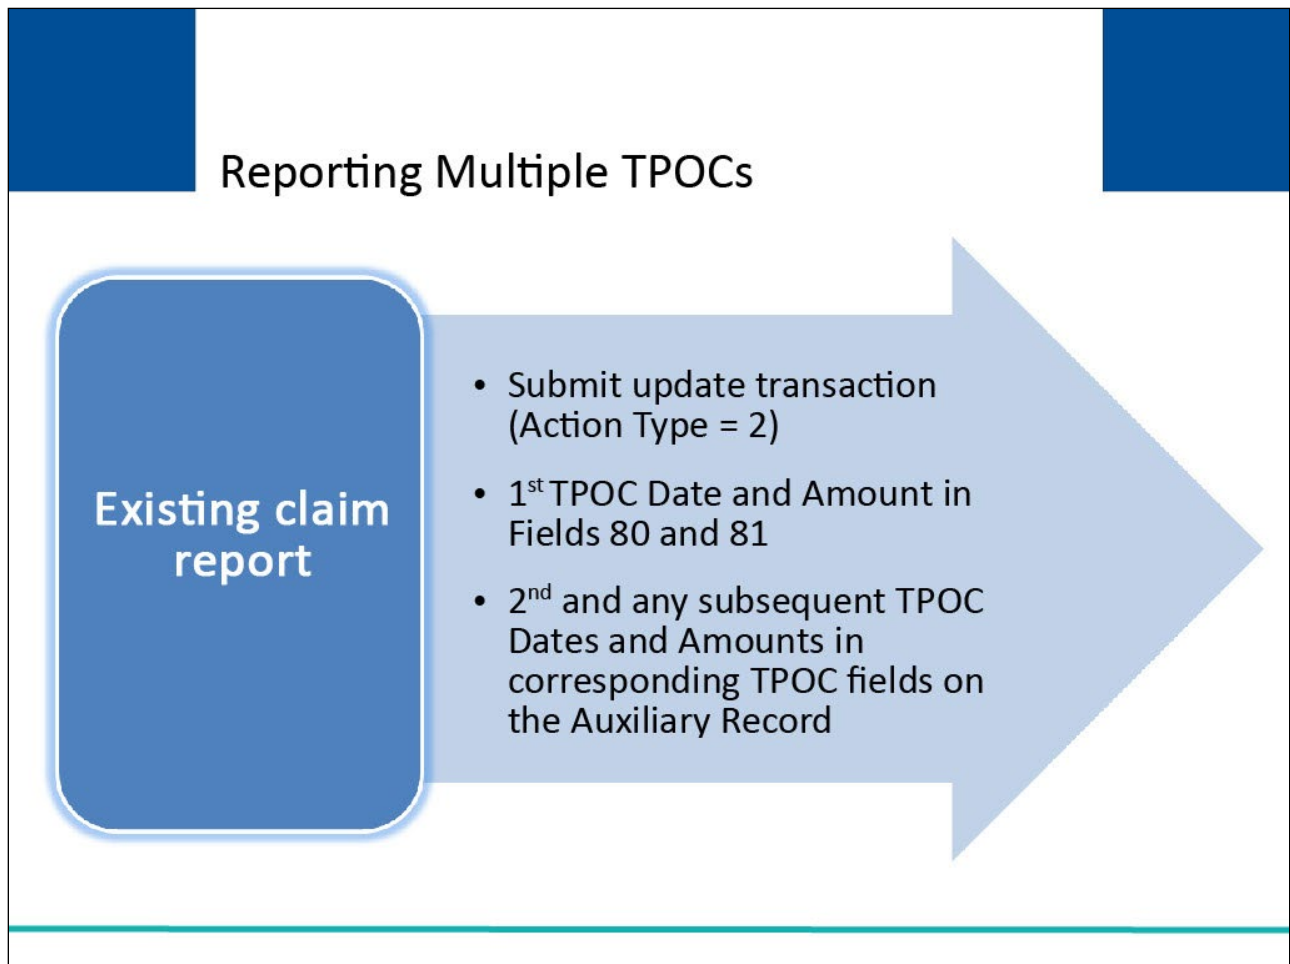 Reporting Multiple TPOCs
Existing claim
report
• Submit update transaction
(Action Type = 2)
• 1st TPOC Date and Amount in
Fields 80 and 81
• 2nd and any subsequent TPOC
Dates and Amounts in
corresponding TPOC fields on
the Auxiliary Record